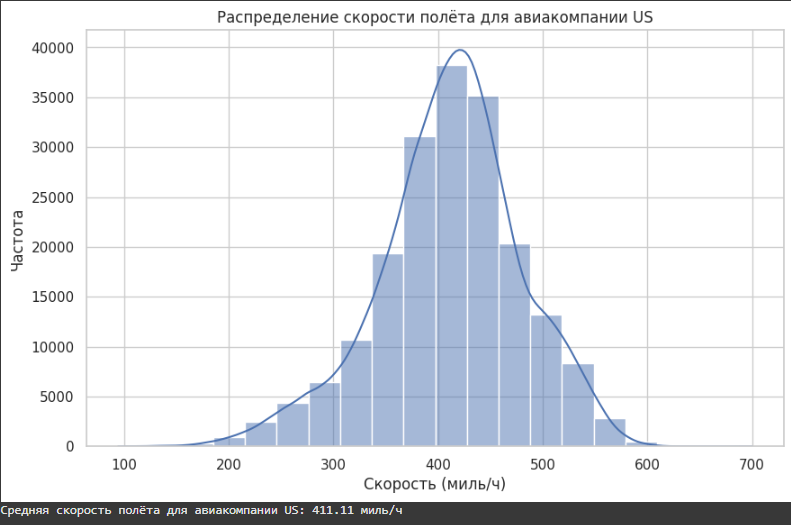 Распределение скорости полёта для авиакомпании US
40000
35000
30000
25000
20000
15000
10000
5000
0
Частота
100 200 300 400 500 600 700
Скорость (миль/ч)
Средняя скорость полёта для авиакомпании US: 411.11 миль/ч